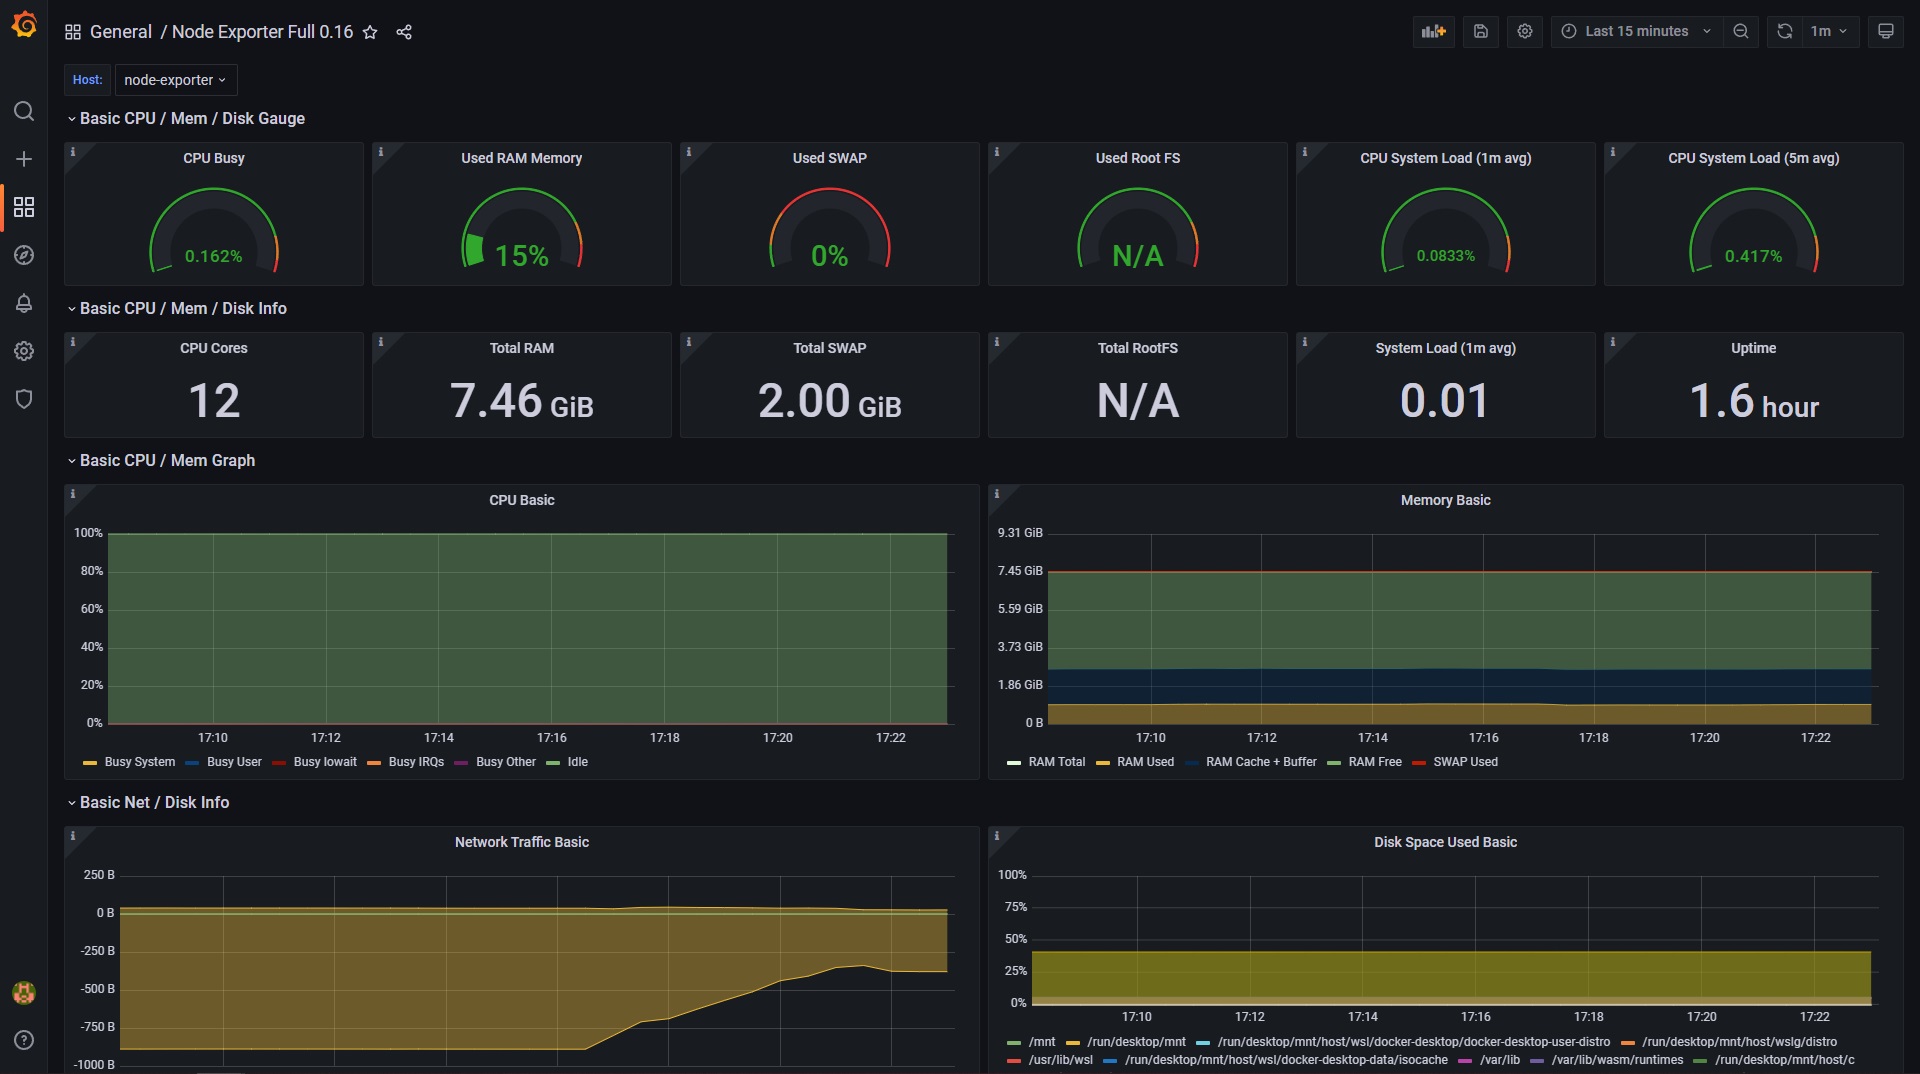 General / Node Exporter Full 0.16
Last 15 minutes
1m
Host:
node-exporter
Basic CPU / Mem / Disk Gauge
CPU Busy
Used RAM Memory
Used SWAP
Used Root FS
CPU System Load (1m avg)
CPU System Load (5m avg)
0.162%
15%
0%
N/A
0.0833%
0.417%
Basic CPU / Mem / Disk Info
CPU Cores
Total RAM
Total SWAP
Total RootFS
System Load (1m avg)
Uptime
12
7.46 GiB
2.00 GiB
N/A
0.01
1.6 hour
Basic CPU / Mem Graph
CPU Basic
100%
80%
60%
40%
20%
0%
17:10 17:12 17:14 17:16 17:18 17:20 17:22
Busy System Busy User Busy Iowait Busy IRQs Busy Other Idle
Memory Basic
9.31 GiB
7.45 GiB
5.59 GiB
3.73 GiB
1.86 GiB
0 B
17:10 17:12 17:14 17:16 17:18 17:20 17:22
RAM Total RAM Used RAM Cache + Buffer RAM Free SWAP Used
Basic Net / Disk Info
Network Traffic Basic
250 B
0 B
-250 B
-500 B
-750 B
-1000 B
Disk Space Used Basic
100%
75%
50%
25%
0%
17:10 17:12 17:14 17:16 17:18 17:20 17:22
/mnt /run/desktop/mnt /run/desktop/mnt/host/wsl/docker-desktop/docker-desktop-user-distro /run/desktop/mnt/host/wslg/distro
/usr/lib/wsl /run/desktop/mnt/host/wsl/docker-desktop-data/isocache /var/lib /var/lib/wasm/runtimes /run/desktop/mnt/host/c